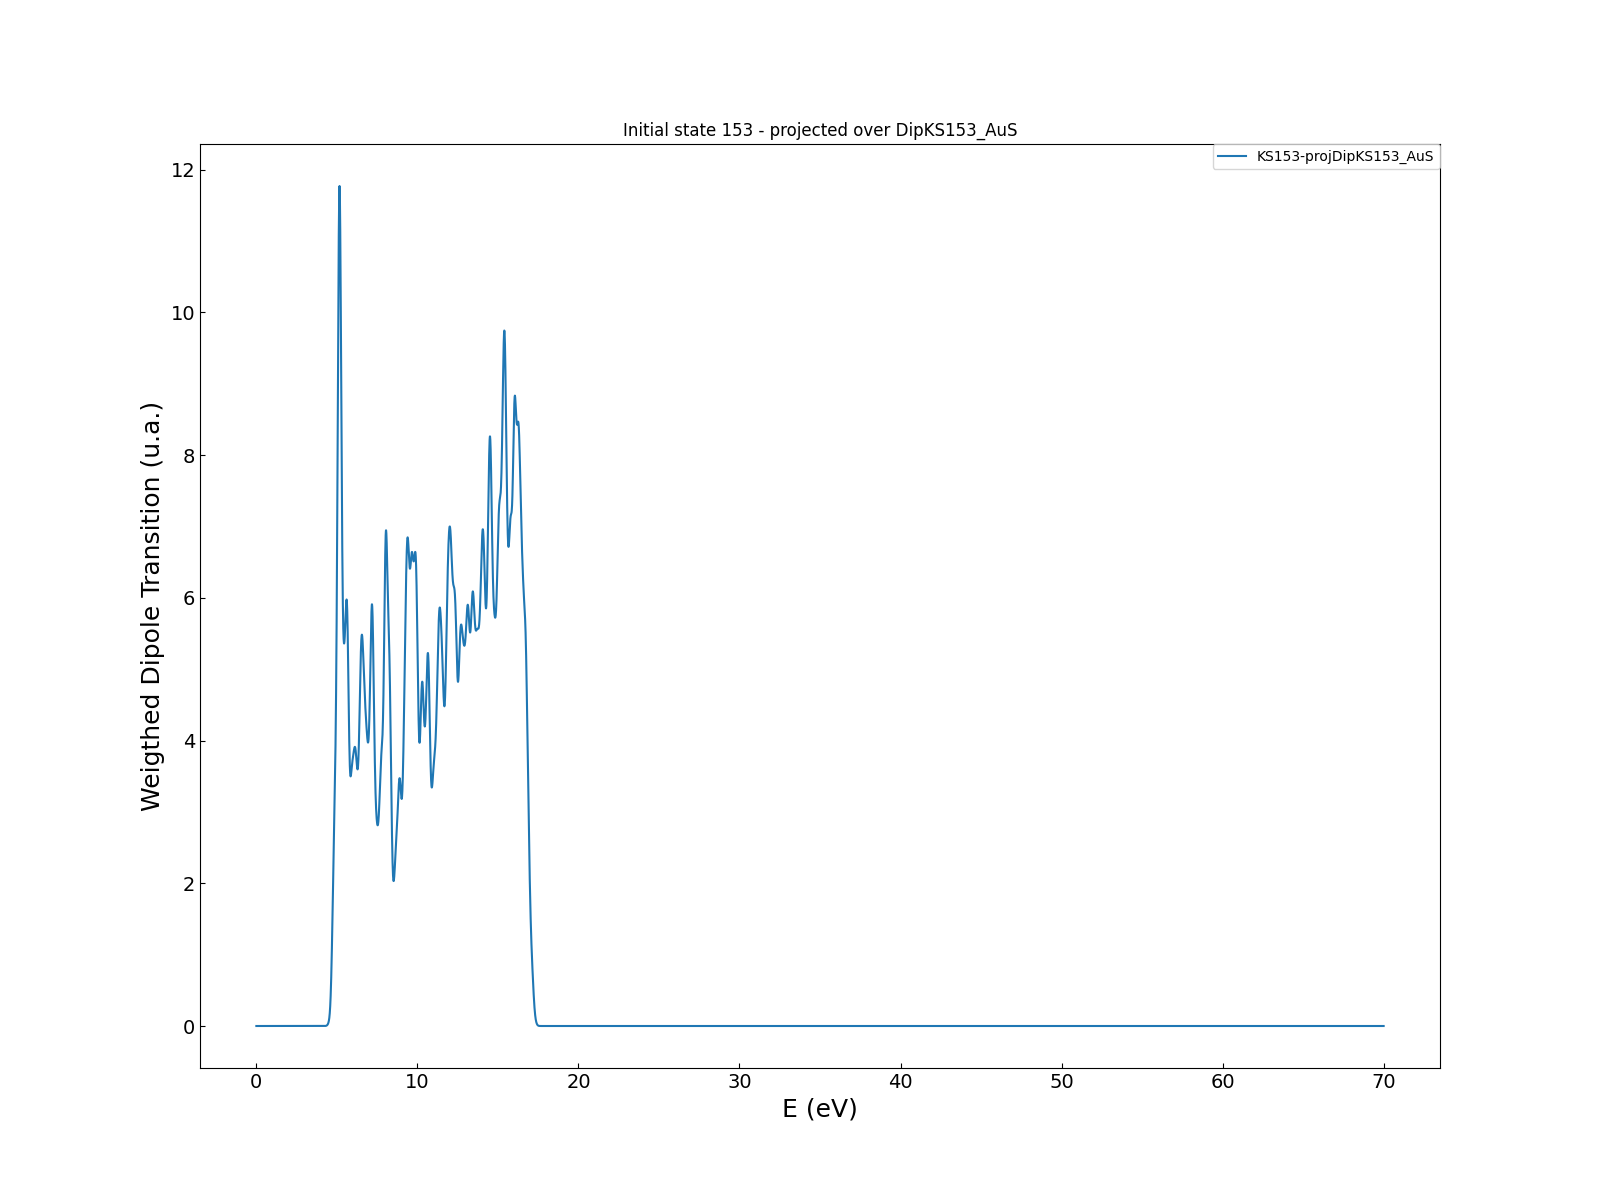 Initial state 153 - projected over DipKS153_AuS
KS153-projDipKS153_AuS
12
10
8
6
4
2
0
Weigthed Dipole Transition (u.a.)
0 10 20 30 40 50 60 70
E (eV)